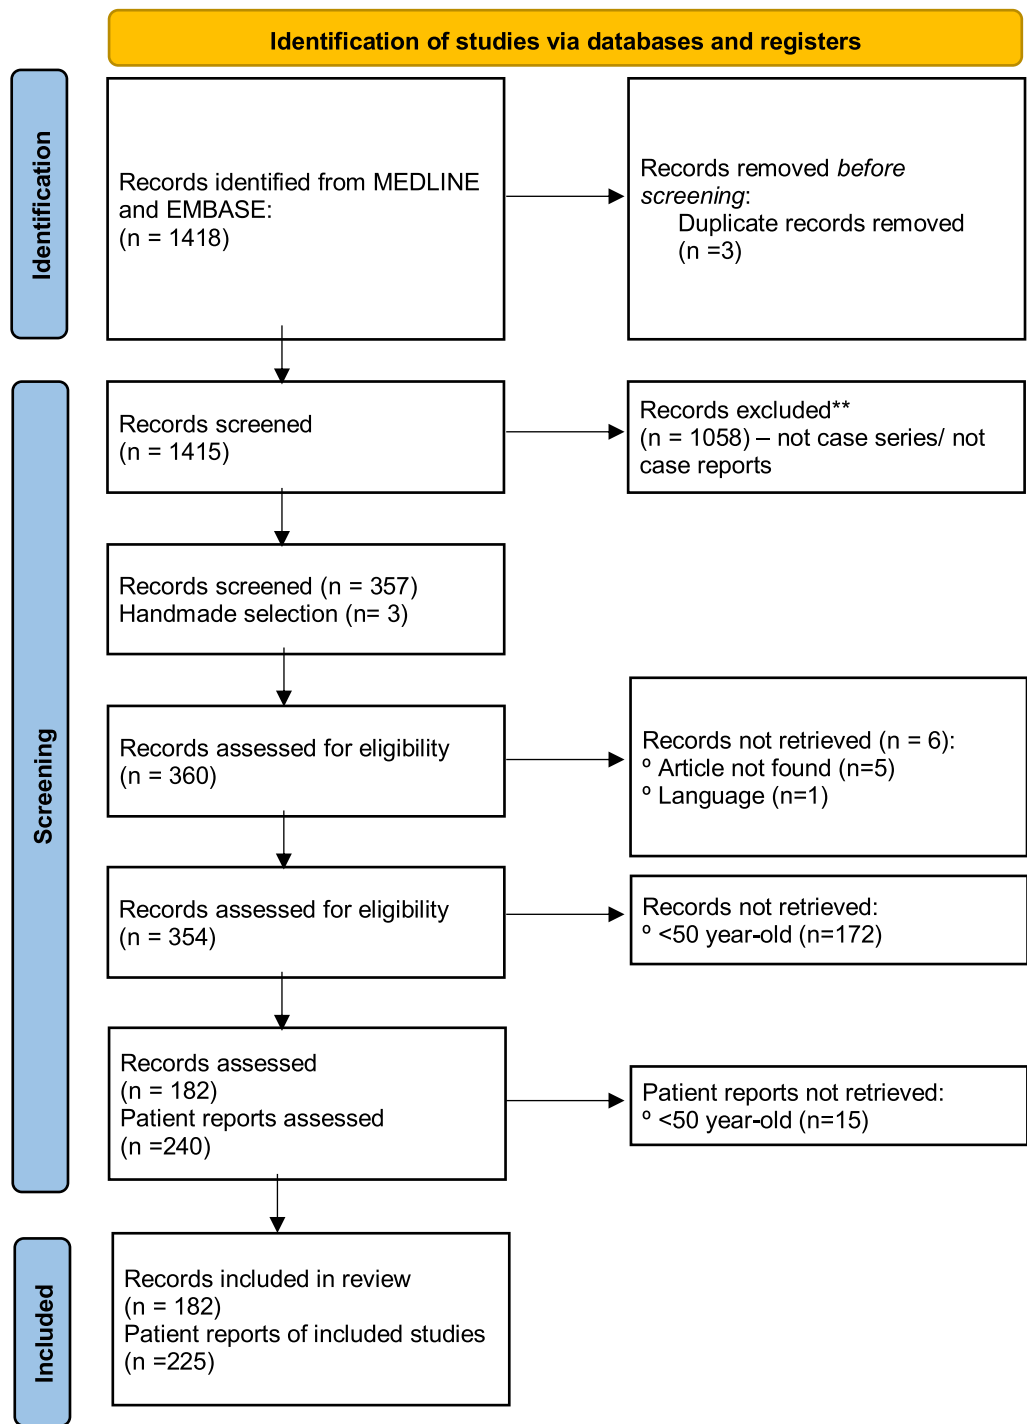 Identification of studies via databases and registers
Identification
Records identified from MEDLINE
and EMBASE:
(n = 1418)
Records removed before
screening:
Duplicate records removed
(n =3)
Screening
Records screened
(n = 1415)
Records excluded**
(n = 1058) – not case series/ not
case reports
Records screened (n = 357)
Handmade selection (n= 3)
Records assessed for eligibility
(n = 360)
Records not retrieved (n = 6):
º Article not found (n=5)
º Language (n=1)
Records assessed for eligibility
(n = 354)
Records not retrieved:
º <50 year-old (n=172)
Records assessed
(n = 182)
Patient reports assessed
(n =240)
Patient reports not retrieved:
º <50 year-old (n=15)
Included
Records included in review
(n = 182)
Patient reports of included studies
(n =225)